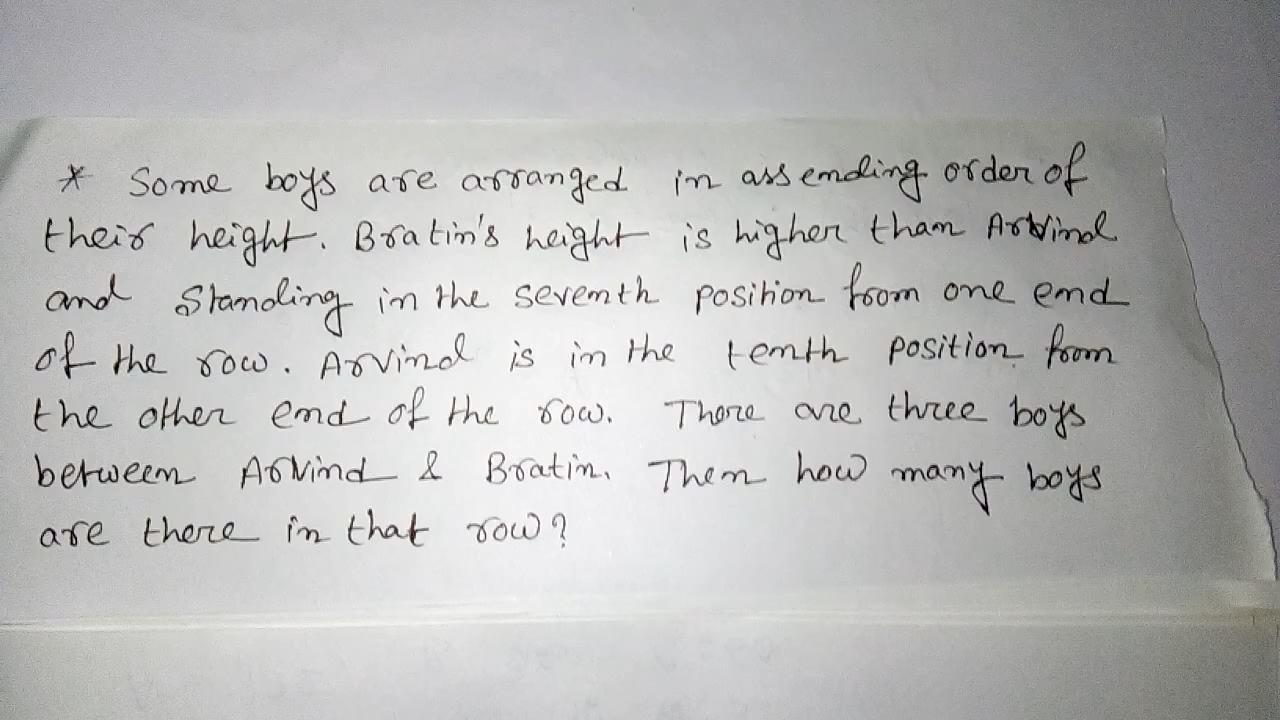 * Some boys are arranged in assending order of
their height. Bratin's height is higher than Arvind
and Standing in the seventh position from one end
of the row. Arvind is in the tenth position from
the other end of the row. There are three boys
between Arvind & Bratin. Then how many boys
are there in that row?